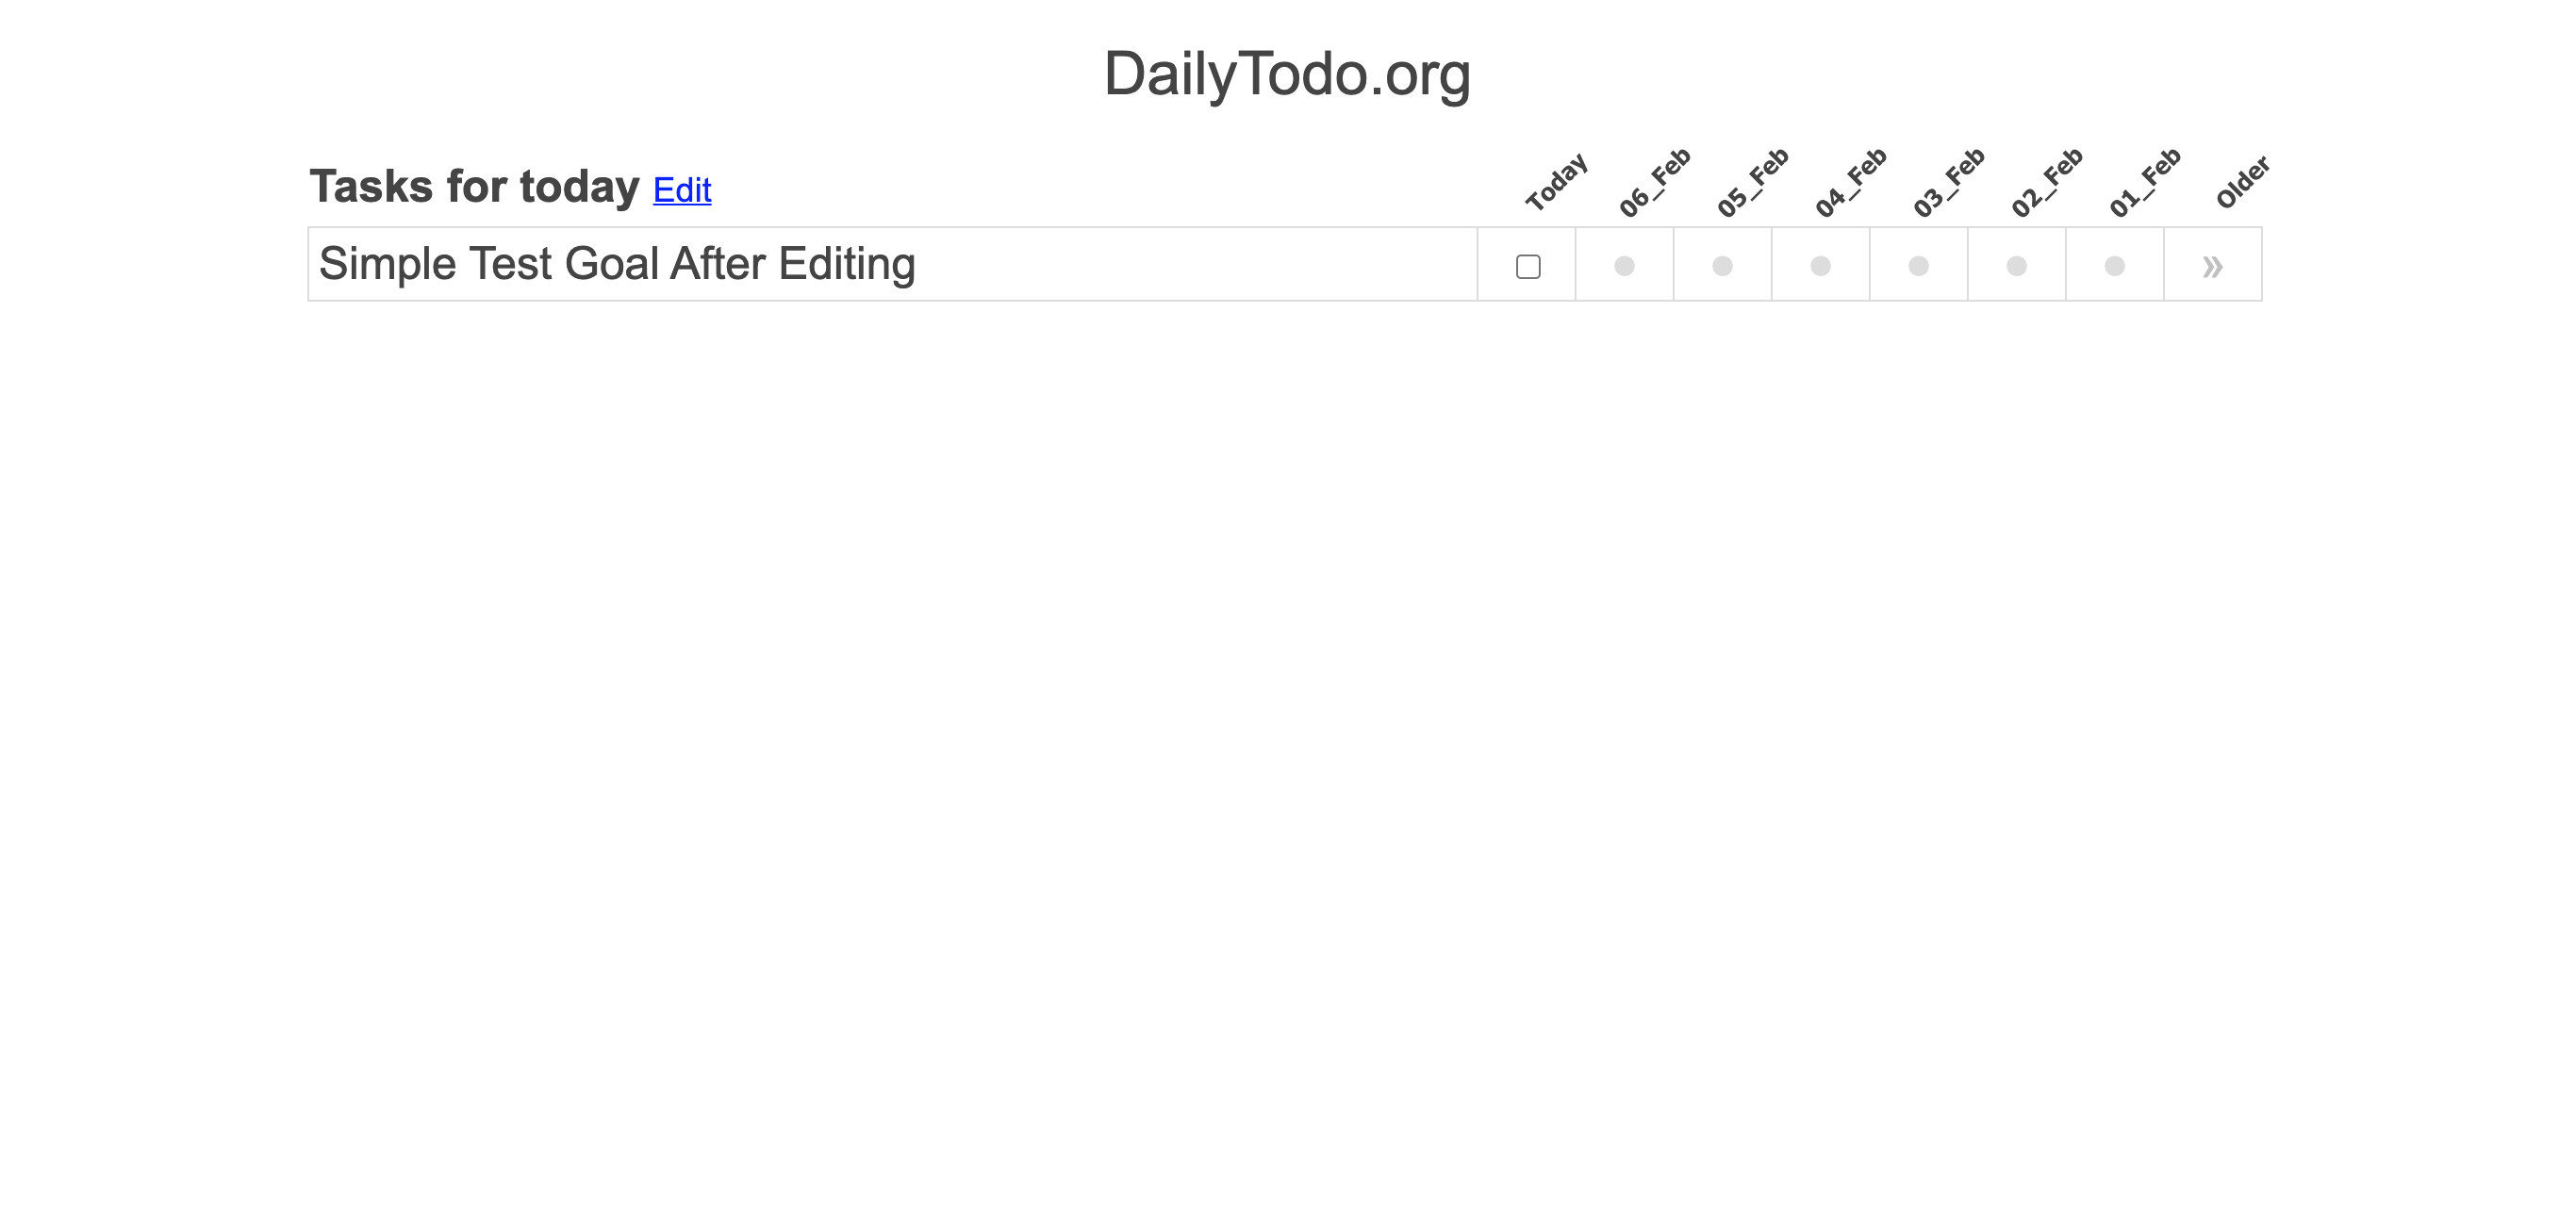 DailyTodo.org
Tasks for today Edit
Today 06_Feb 05_Feb 04_Feb 03_Feb 02_Feb 01_Feb Older
Simple Test Goal After Editing »